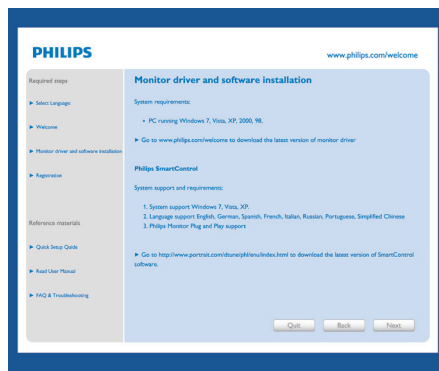 PHILIPS
www.philips.com/welcome
Required steps
Select Language
Welcome
Monitor driver and software installation
Registration
Reference materials
Quick Setup Guide
Read User Manual
FAQ & Troubleshooting
Monitor driver and software installation
System requirements:
• PC running Windows 7, Vista, XP, 2000, 98.
Go to www.philips.com/welcome to download the latest version of monitor driver
Philips SmartControl
System support and requirements:
1. System support Windows 7, Vista, XP.
2. Language support English, German, Spanish, French, Italian, Russian, Portuguese, Simplified Chinese
3. Philips Monitor Plug and Play support
Go to http://www.portrait.com/dtune/phl/enu/index.html to download the latest version of SmartControl
software.
Quit
Back
Next